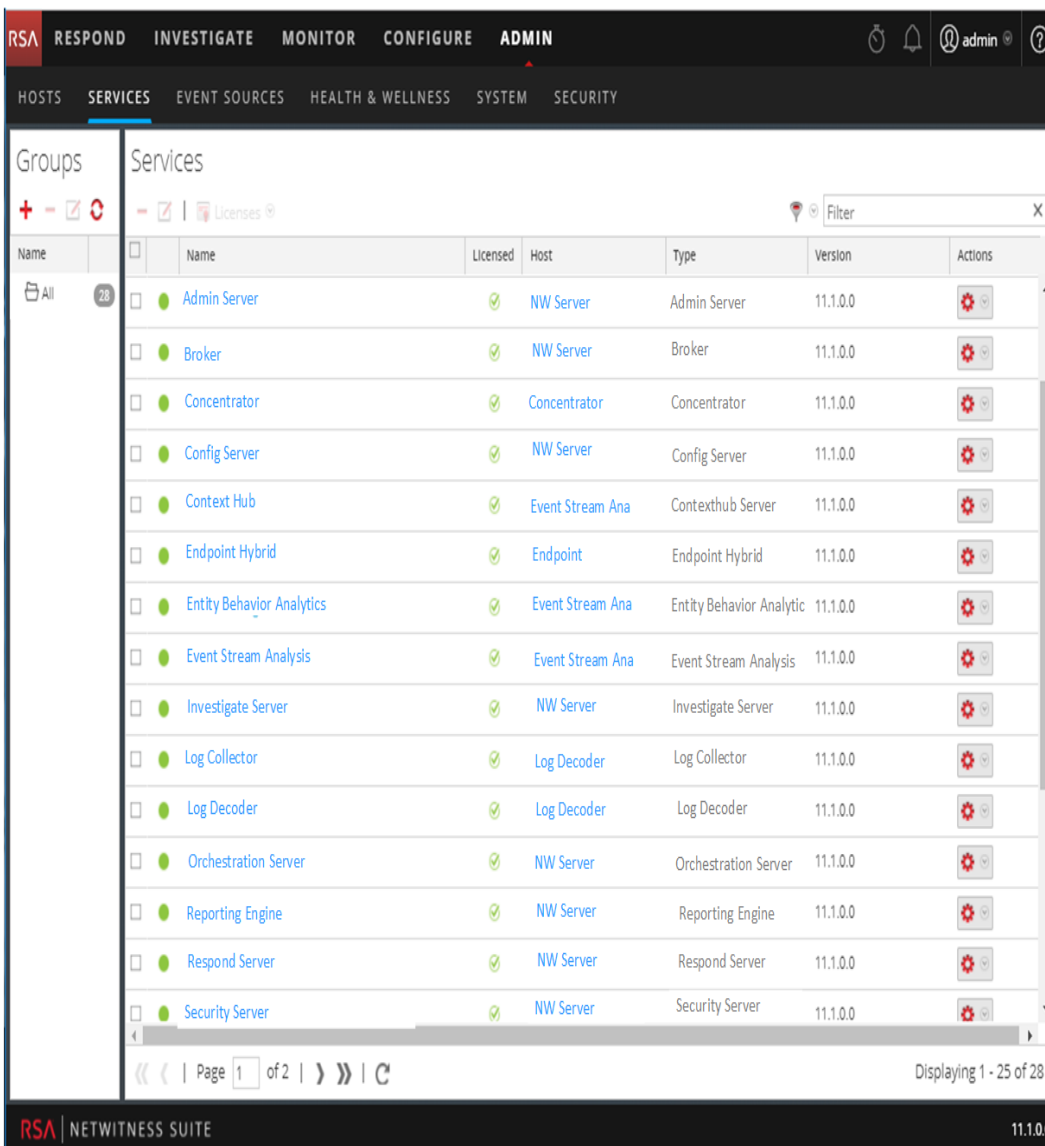 RSA RESPOND INVESTIGATE MONITOR CONFIGURE ADMIN admin ?
HOSTS SERVICES EVENT SOURCES HEALTH & WELLNESS SYSTEM SECURITY
Groups
Services
Licenses
Filter X
Name
Name Licensed Host Type Version Actions
All 28
Admin Server NW Server Admin Server 11.1.0.0
Broker NW Server Broker 11.1.0.0
Concentrator Concentrator Concentrator 11.1.0.0
Config Server NW Server Config Server 11.1.0.0
Context Hub Event Stream Ana Contexthub Server 11.1.0.0
Endpoint Hybrid Endpoint Endpoint Hybrid 11.1.0.0
Entity Behavior Analytics Event Stream Ana Entity Behavior Analytic 11.1.0.0
Event Stream Analysis Event Stream Ana Event Stream Analysis 11.1.0.0
Investigate Server NW Server Investigate Server 11.1.0.0
Log Collector Log Decoder Log Collector 11.1.0.0
Log Decoder Log Decoder Log Decoder 11.1.0.0
Orchestration Server NW Server Orchestration Server 11.1.0.0
Reporting Engine NW Server Reporting Engine 11.1.0.0
Respond Server NW Server Respond Server 11.1.0.0
Security Server NW Server Security Server 11.1.0.0
Page 1 of 2
Displaying 1 - 25 of 28
RSA NETWITNESS SUITE 11.1.0.